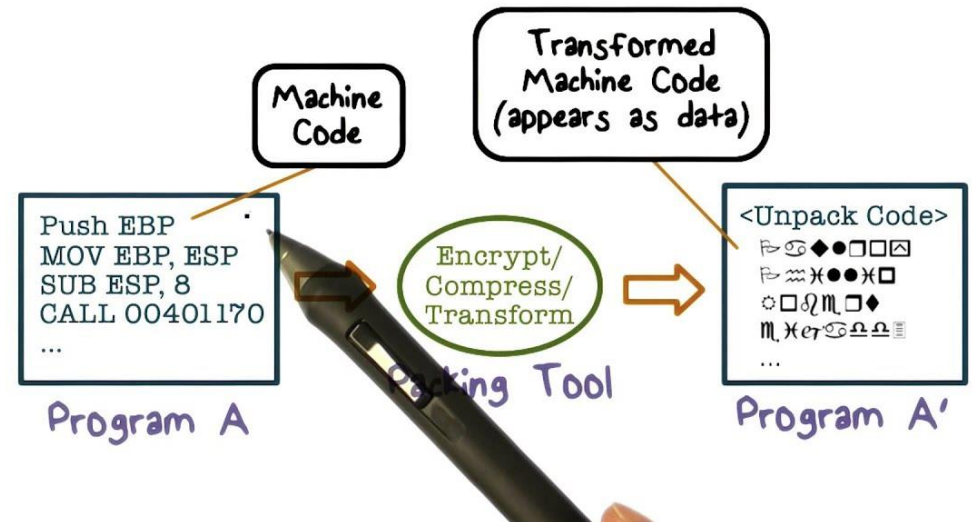 Machine
Code
Transformed
Machine Code
(appears as data)
Push EBP
MOV EBP, ESP
SUB ESP, 8
CALL 00401170
...
Program A
Encrypt/
Compress/
Transform
Packing Tool
<Unpack Code>
...
Program A'